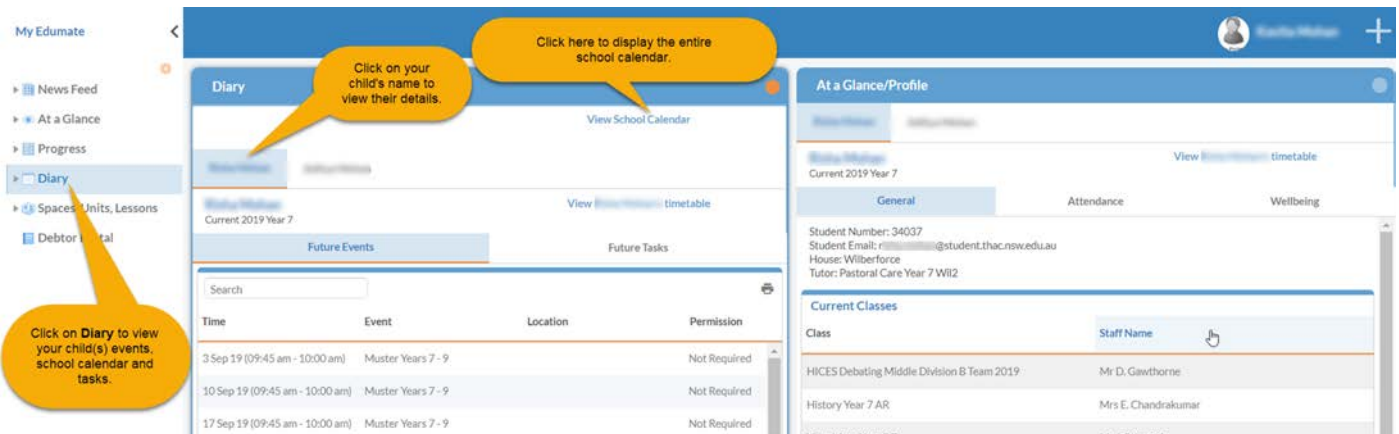 My Edumate
News Feed
At a Glance
Progress
Diary
Spaces, Units, Lessons
Debtor
Click on Diary to view
your child(s) events,
school calendar and
tasks.
Diary
Click on your
child's name to
view their details.
Click here to display the entire
school calendar.
View School Calendar
Current 2019 Year 7
View timetable
Future Events Future Tasks
Search
Time Event Location Permission
3 Sep 19 (09:45 am - 10:00 am) Muster Years 7 - 9 Not Required
10 Sep 19 (09:45 am - 10:00 am) Muster Years 7 - 9 Not Required
17 Sep 19 (09:45 am - 10:00 am) Muster Years 7 - 9 Not Required
At a Glance/Profile
View timetable
Current 2019 Year 7
General Attendance Wellbeing
Student Number: 34037
Student Email: r @student.thac.nsw.edu.au
House: Wilberforce
Tutor: Pastoral Care Year 7 Wil2
Current Classes
Class Staff Name
HICES Debating Middle Division B Team 2019 Mr D. Gawthorne
History Year 7 AR Mrs E. Chandrakumar